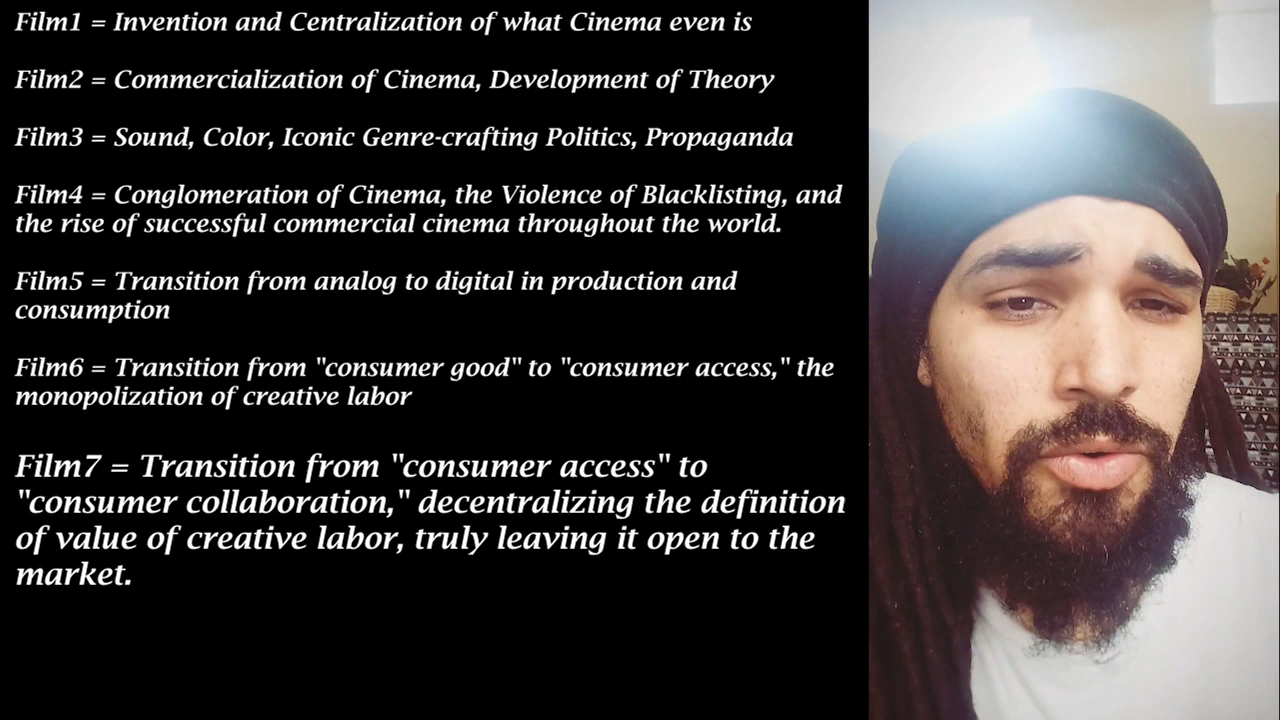 Film1 = Invention and Centralization of what Cinema even is
Film2 = Commercialization of Cinema, Development of Theory
Film3 = Sound, Color, Iconic Genre-crafting Politics, Propaganda
Film4 = Conglomeration of Cinema, the Violence of Blacklisting, and
the rise of successful commercial cinema throughout the world.
Film5 = Transition from analog to digital in production and
consumption
Film6 = Transition from "consumer good" to "consumer access," the
monopolization of creative labor
Film7 = Transition from "consumer access" to
"consumer collaboration," decentralizing the definition
of value of creative labor, truly leaving it open to the
market.